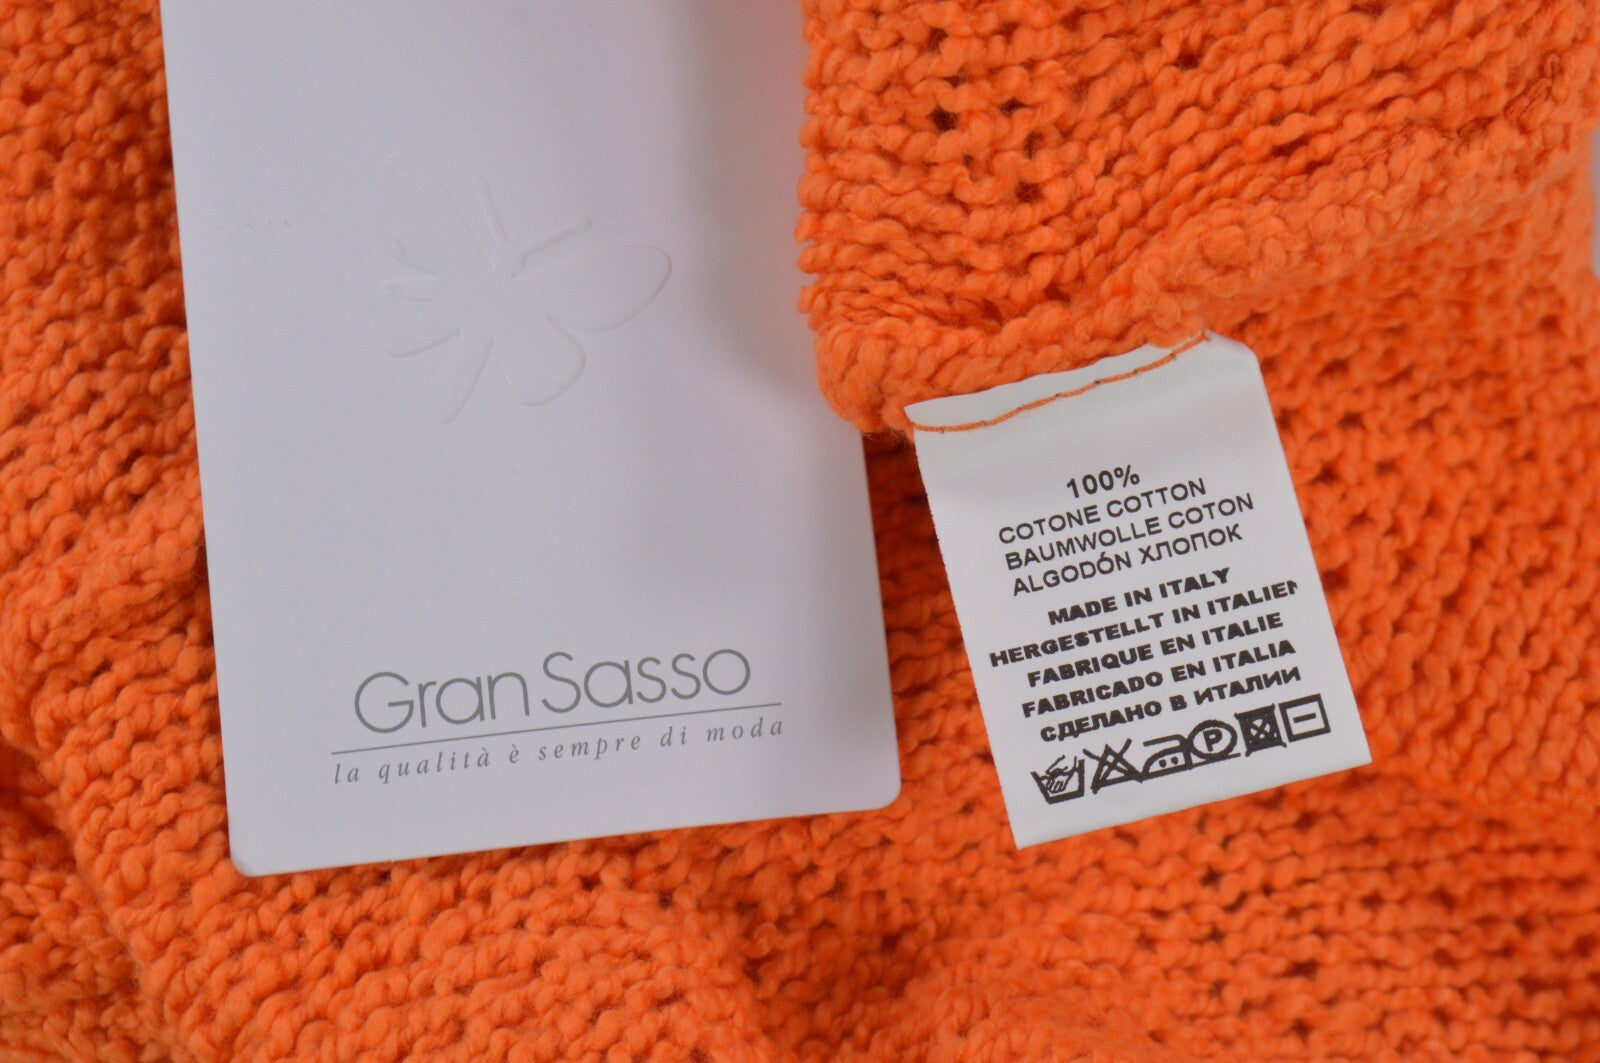 Gran Sasso
la qualità è sempre di moda
100%
COTONE COTTON
BAUMWOLLE COTON
ALGODÓN ХЛОПОК
MADE IN ITALY
HERGESTELLT IN ITALIEN
FABRIQUE EN ITALIE
FABRICADO EN ITALIA
СДЕЛАНО В ИТАЛИИ
P